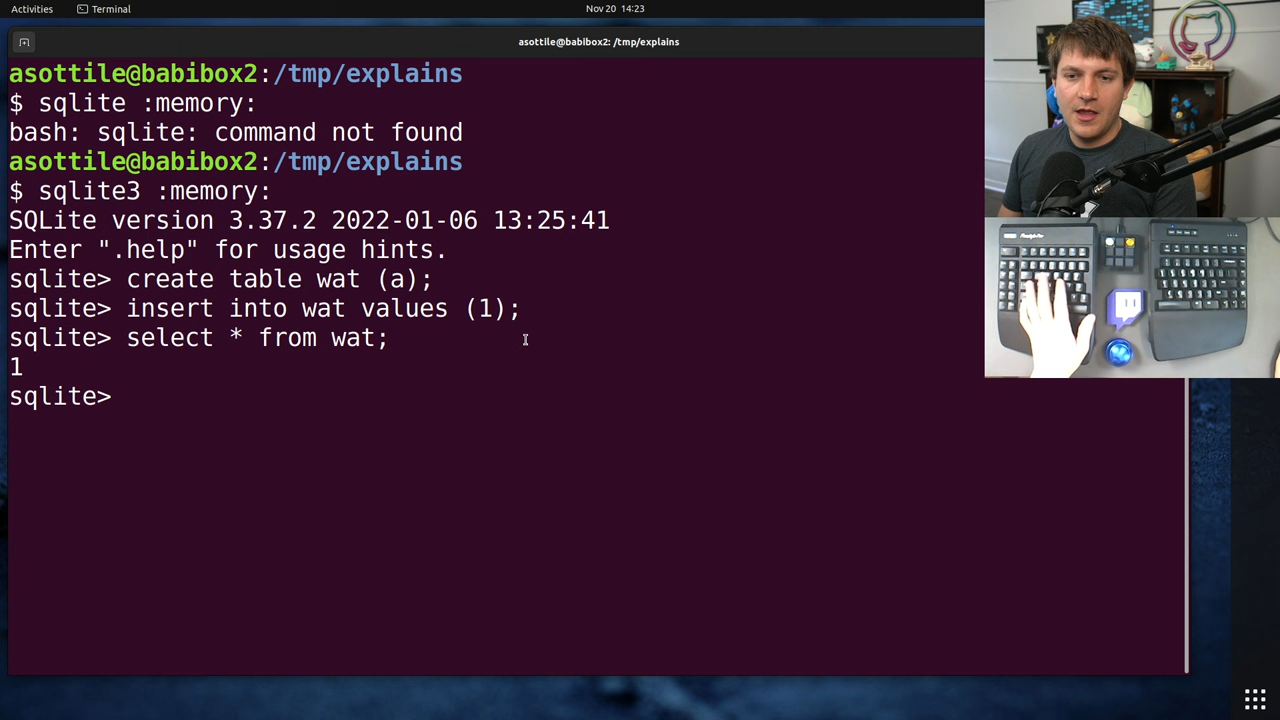 Activities
Terminal
Nov 20 14:23
asottile@babibox2: /tmp/explains
asottile@babibox2:/tmp/explains
$ sqlite :memory:
bash: sqlite: command not found
asottile@babibox2:/tmp/explains
$ sqlite3 :memory:
SQLite version 3.37.2 2022-01-06 13:25:41
Enter ".help" for usage hints.
sqlite> create table wat (a);
sqlite> insert into wat values (1);
sqlite> select * from wat;
1
sqlite>